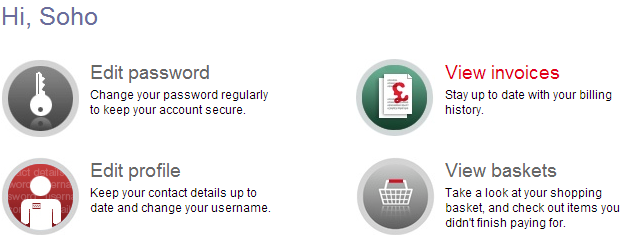 Hi, Soho
Edit password
Change your password regularly
to keep your account secure.
View invoices
Stay up to date with your billing
history.
Edit profile
Keep your contact details up to
date and change your username.
View baskets
Take a look at your shopping
basket, and check out items you
didn't finish paying for.